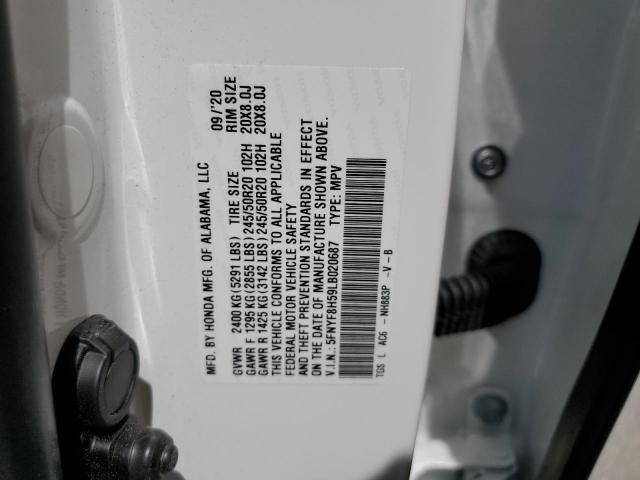 MFD. BY HONDA MFG. OF ALABAMA, LLC 09/'20
GVWR 2400 KG(5291 LBS) TIRE SIZE RIM SIZE
GAWR F 1295 KG(2855 LBS) 245/50R20 102H 20X8.0J
GAWR R 1425 KG(3142 LBS) 245/50R20 102H 20X8.0J
THIS VEHICLE CONFORMS TO ALL APPLICABLE
FEDERAL MOTOR VEHICLE SAFETY
AND THEFT PREVENTION STANDARDS IN EFFECT
ON THE DATE OF MANUFACTURE SHOWN ABOVE.
V.I.N.: 5FNYF8H59LB020687 TYPE: MPV
TGS L AC6 - NH883P - V - B